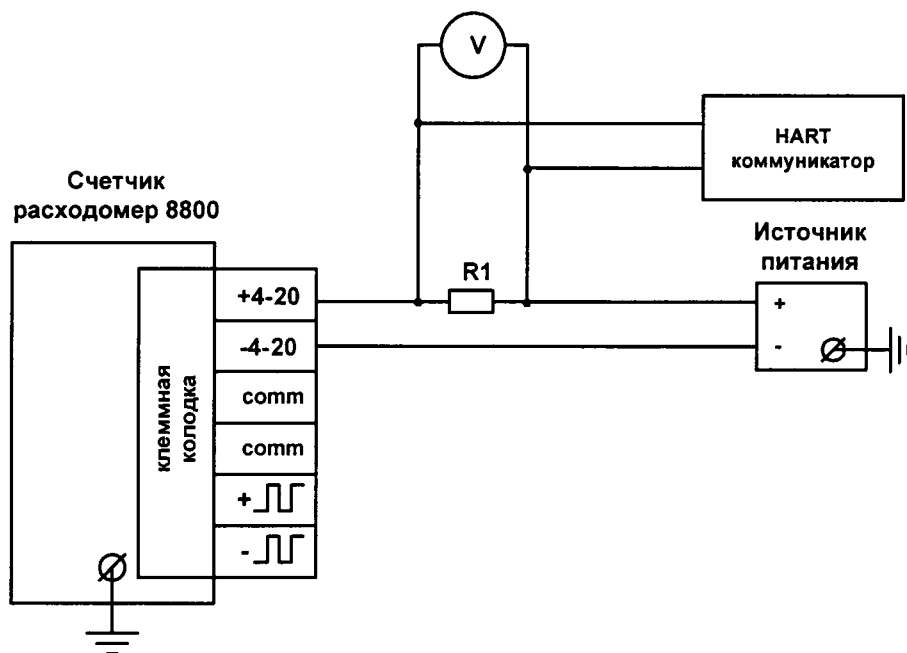 V
HART
коммуникатор
Счетчик
расходомер 8800
Источник
питания
R1
+4-20
+
-4-20
-
клеммная
колодка
comm
comm
+
-